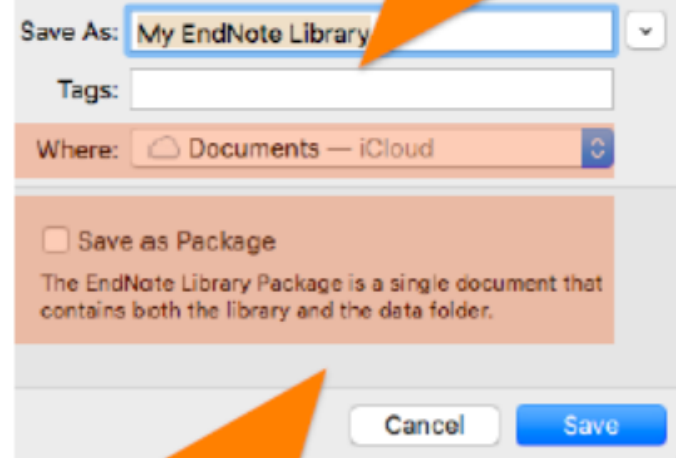 Save As: My EndNote Library
Tags:
Where: Documents — iCloud
Save as Package
The EndNote Library Package is a single document that
contains both the library and the data folder.
Cancel Save